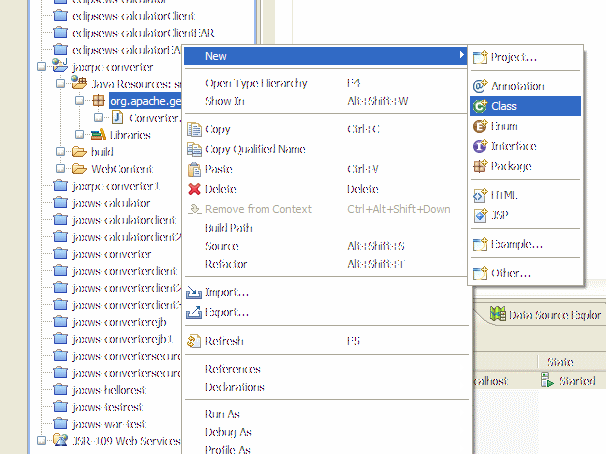 eclipsews-calculator
eclipsews-calculatorClient
eclipsews-calculatorEAR
eclipsews-calculatorEA
jaxrpc-converter
Java Resources: s
org.apache.ge
Converter.
Libraries
build
WebContent
jaxrpc-converter1
jaxws-calculator
jaxws-calculatorclient
jaxws-calculatorclient2
jaxws-converter
jaxws-converterclient
jaxws-converterclient2
jaxws-converterclient3
jaxws-converterejb
jaxws-converterejb1
jaxws-convertersecure
jaxws-convertersecure
jaxws-hellorest
jaxws-testrest
jaxws-war-test
JSR-109 Web Services
New
Open Type Hierarchy F4
Show In Alt+Shift+W
Copy Ctrl+C
Copy Qualified Name
Paste Ctrl+V
Delete Delete
Remove from Context Ctrl+Alt+Shift+Down
Build Path
Source Alt+Shift+S
Refactor Alt+Shift+T
Import...
Export...
Refresh F5
References
Declarations
Run As
Debug As
Profile As
Project...
Annotation
Class
Enum
Interface
Package
HTML
JSP
Example...
Other...
Data Source Explor
State
calhost Started